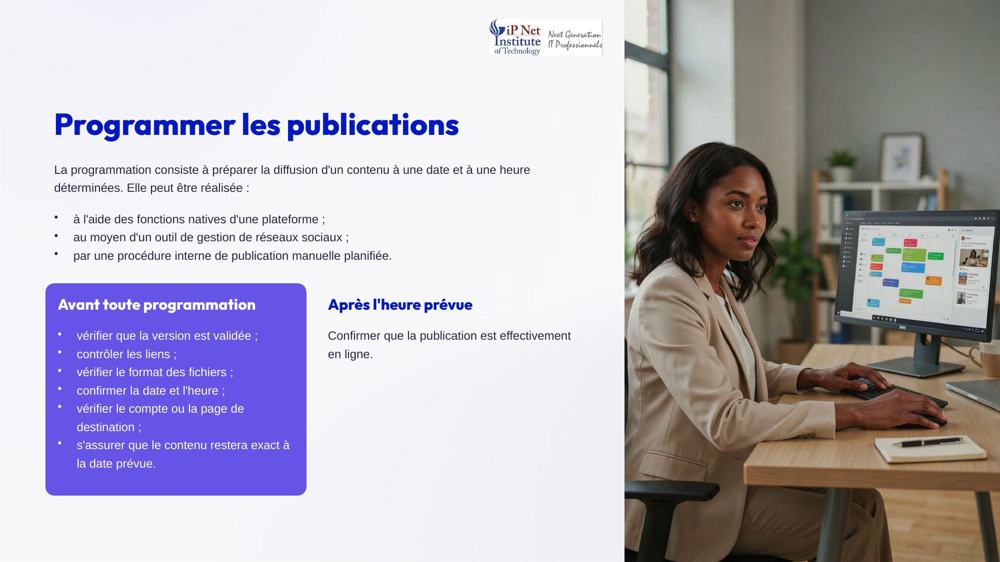 iP Net
Institute
of Technology
Next Generation
IT Professionnels
Programmer les publications
La programmation consiste à préparer la diffusion d'un contenu à une date et à une heure
déterminées. Elle peut être réalisée :
• à l'aide des fonctions natives d'une plateforme ;
• au moyen d'un outil de gestion de réseaux sociaux ;
• par une procédure interne de publication manuelle planifiée.
Avant toute programmation
• vérifier que la version est validée ;
• contrôler les liens ;
• vérifier le format des fichiers ;
• confirmer la date et l'heure ;
• vérifier le compte ou la page de
destination ;
• s'assurer que le contenu restera exact à
la date prévue.
Après l'heure prévue
Confirmer que la publication est effectivement
en ligne.